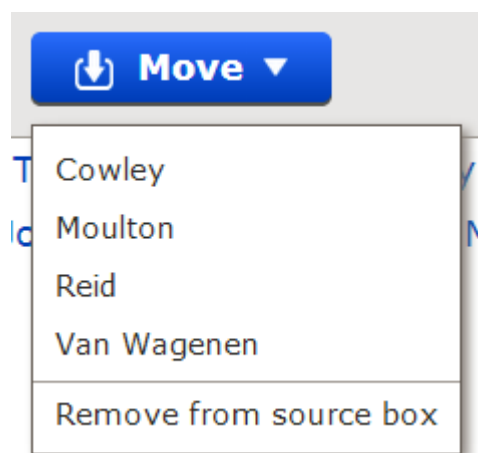 Move
Cowley
Moulton
Reid
Van Wagenen
Remove from source box